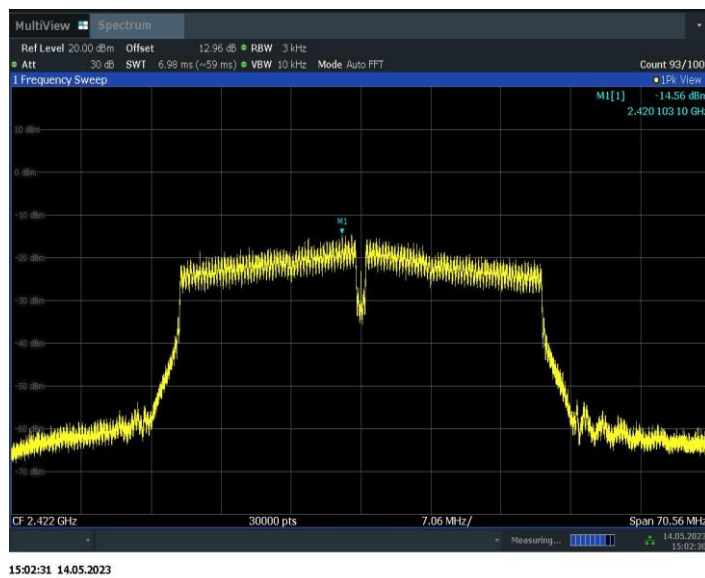 MultiView Spectrum
Ref Level 20.00 dBm Offset 12.96 dB RBW 3 kHz
Att 30 dB SWT 6.98 ms (~59 ms) VBW 10 kHz Mode Auto FFT Count 93/100
1 Frequency Sweep 1Pk View
M1[1] -14.56 dBm
2.420 103 10 GHz
10 dBm
0 dBm
-10 dBm
M1
-20 dBm
-30 dBm
-40 dBm
-50 dBm
-60 dBm
-70 dBm
CF 2.422 GHz 30000 pts 7.06 MHz/ Span 70.56 MHz
Measuring... 14.05.2023
15:02:30
15:02:31 14.05.2023